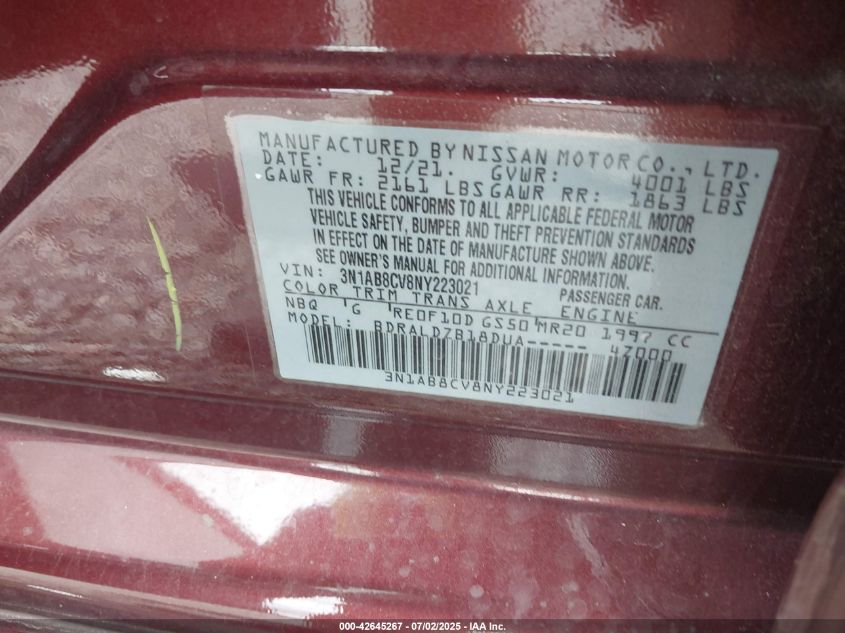 MANUFACTURED BY NISSAN MOTOR CO., LTD.
DATE: 12/21. GVWR: 4001 LBS
GAWR FR: 2161 LBS GAWR RR: 1863 LBS
THIS VEHICLE CONFORMS TO ALL APPLICABLE FEDERAL MOTOR
VEHICLE SAFETY, BUMPER AND THEFT PREVENTION STANDARDS
IN EFFECT ON THE DATE OF MANUFACTURE SHOWN ABOVE.
SEE OWNER'S MANUAL FOR ADDITIONAL INFORMATION.
VIN: 3N1AB8CV8NY223021 PASSENGER CAR.
COLOR TRIM TRANS AXLE ENGINE
NBQ G RE0F10D GS50 MR20 1997 CC
MODEL: BDRALDZB18DUA----- 4Z000
3N1AB8CV8NY223021
000-42645267 - 07/02/2025 - IAA Inc.